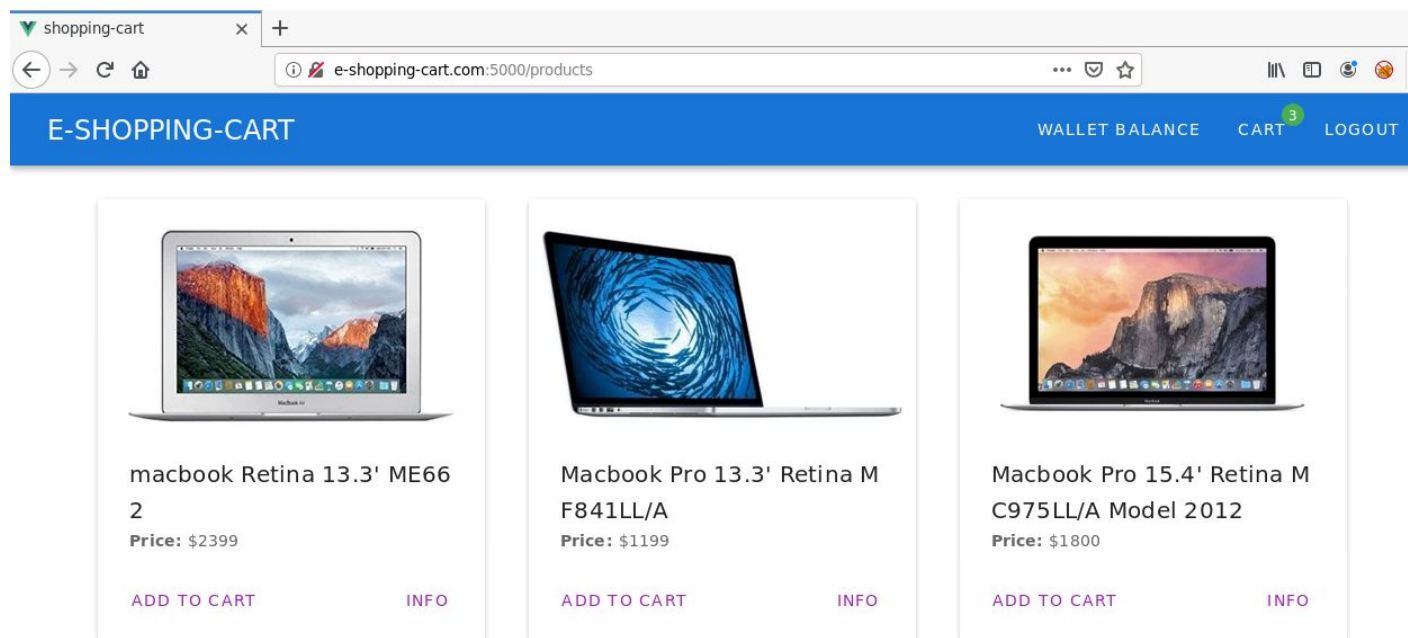 shopping-cart
e-shopping-cart.com:5000/products
E-SHOPPING-CART
WALLET BALANCE
CART
3
LOGOUT
macbook Retina 13.3' ME66
2
Price: $2399
ADD TO CART
INFO
Macbook Pro 13.3' Retina M
F841LL/A
Price: $1199
ADD TO CART
INFO
Macbook Pro 15.4' Retina M
C975LL/A Model 2012
Price: $1800
ADD TO CART
INFO